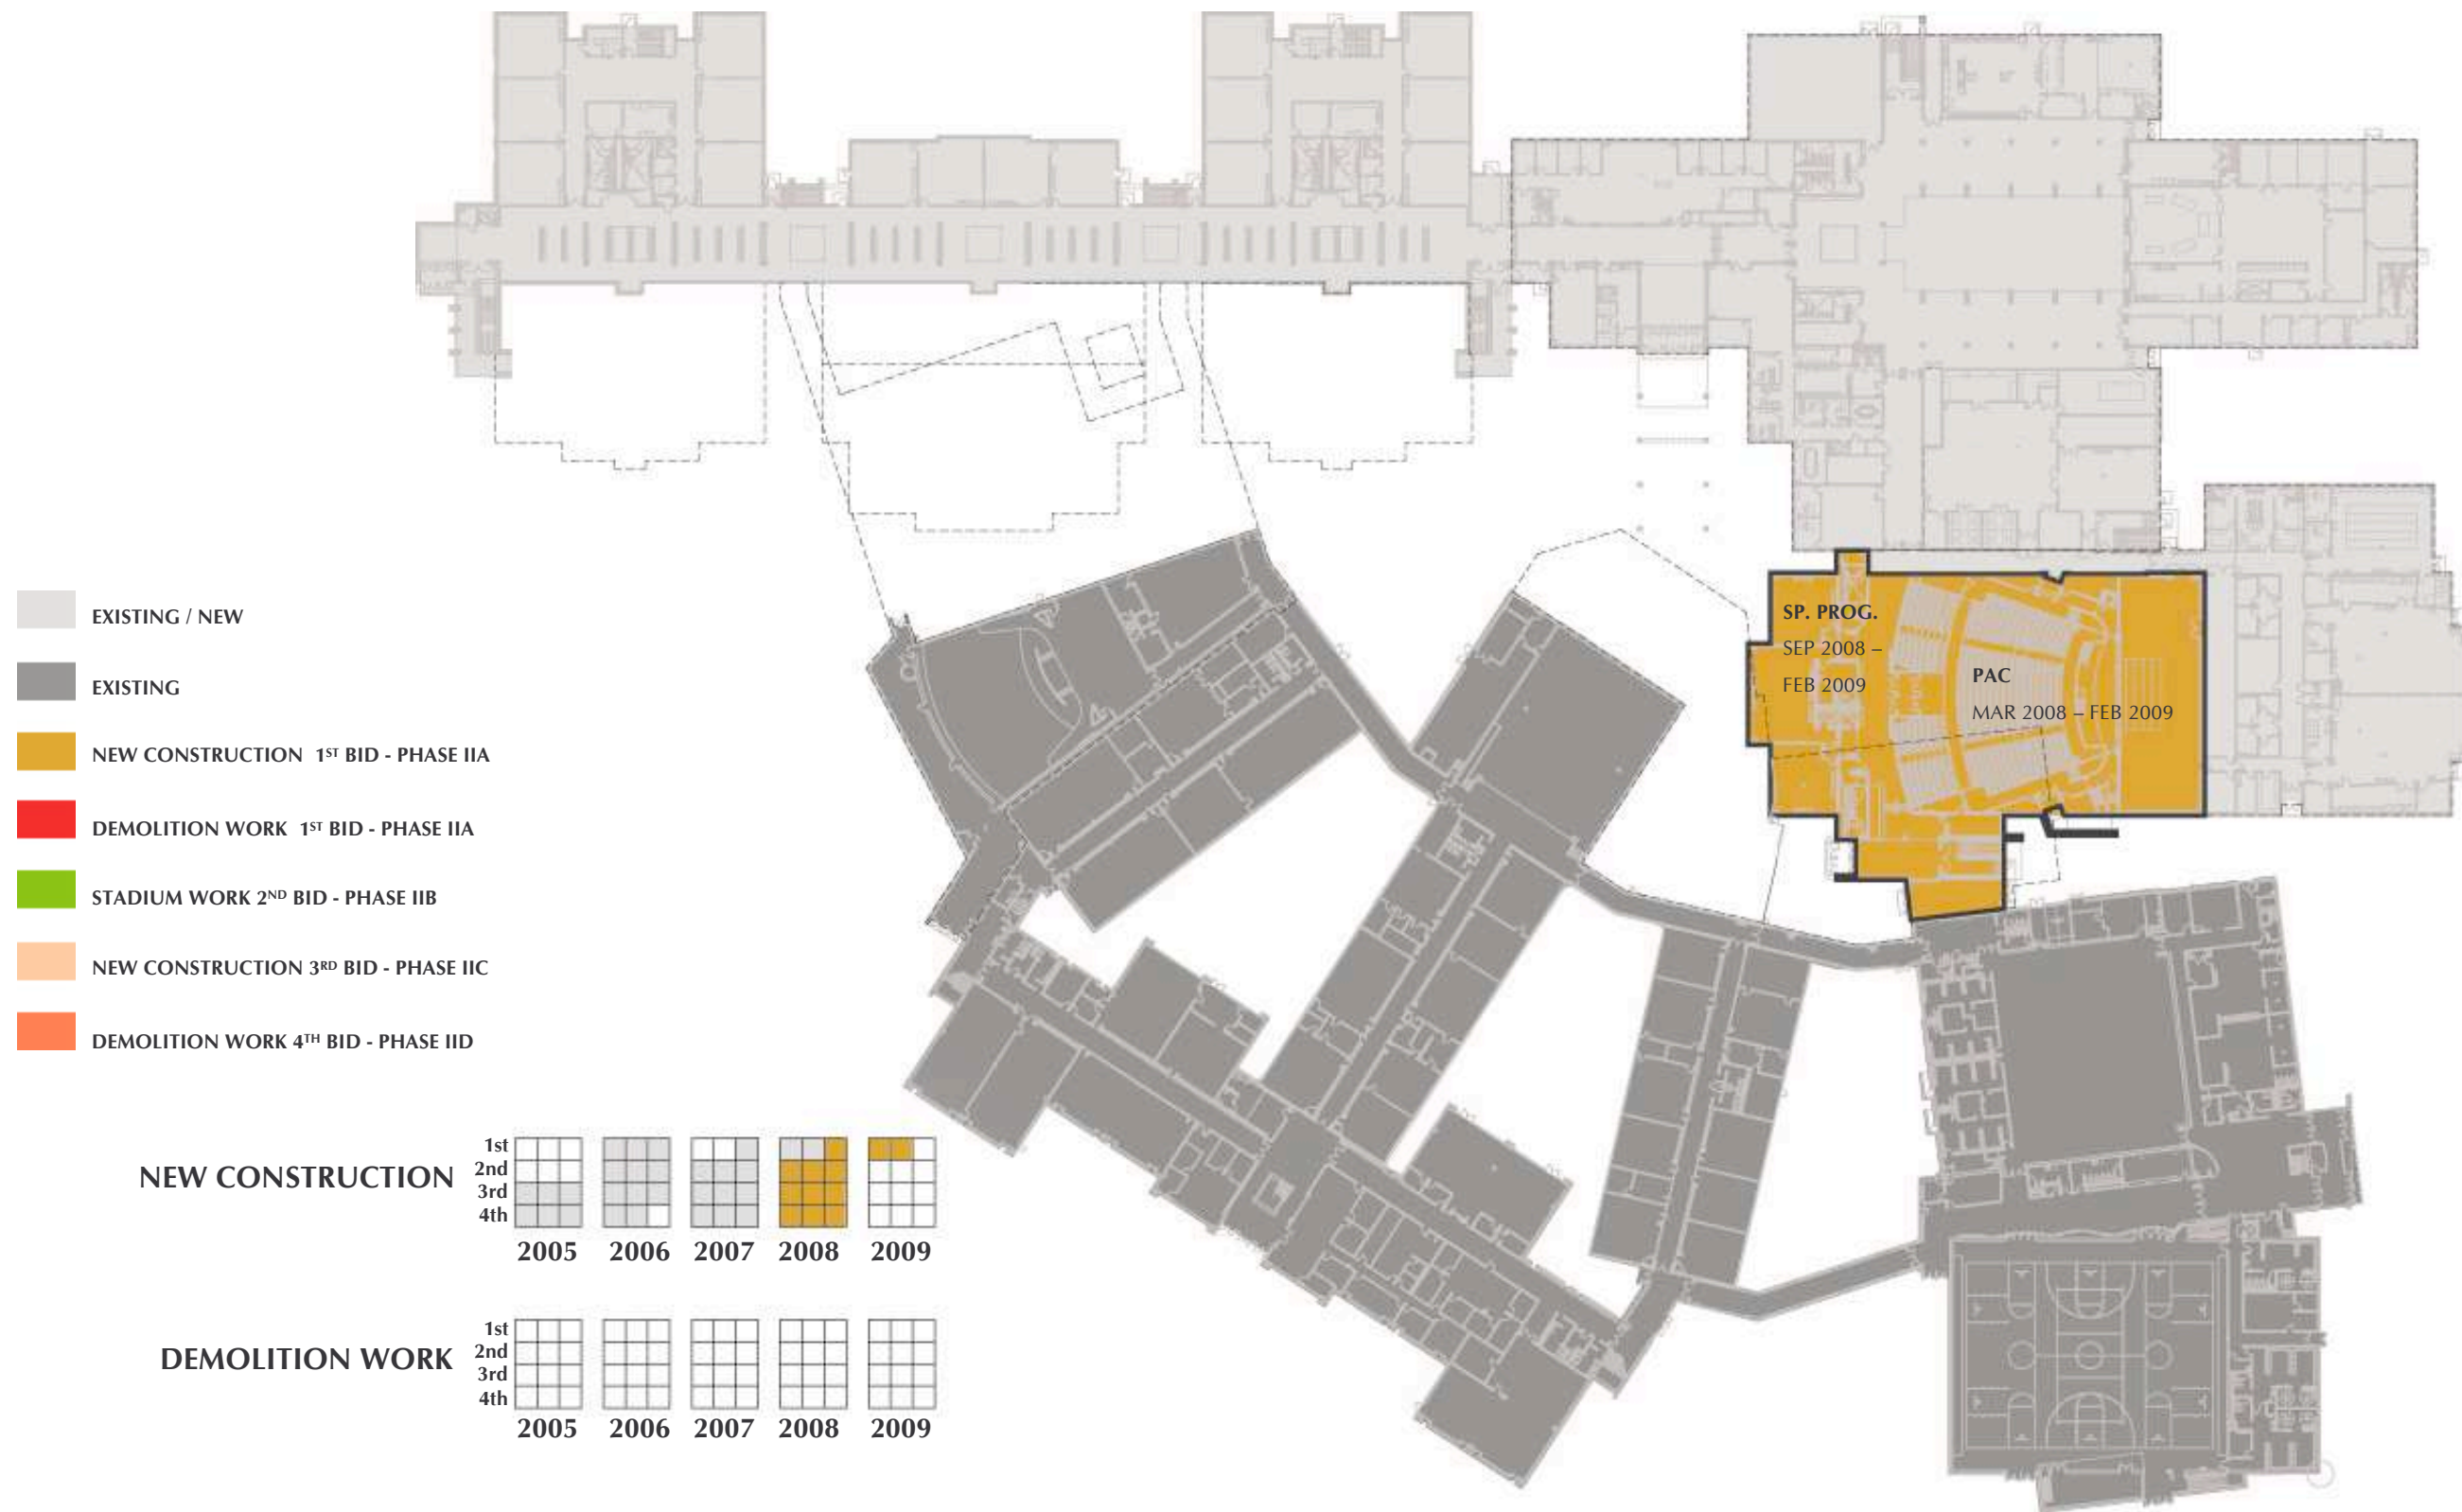 SP. PROG.
SEP 2008 –
FEB 2009
PAC
MAR 2008 – FEB 2009
EXISTING / NEW
EXISTING
NEW CONSTRUCTION 1ST BID - PHASE IIA
DEMOLITION WORK 1ST BID - PHASE IIA
STADIUM WORK 2ND BID - PHASE IIB
NEW CONSTRUCTION 3RD BID - PHASE IIC
DEMOLITION WORK 4TH BID - PHASE IID
NEW CONSTRUCTION
1st
2nd
3rd
4th
2005 2006 2007 2008 2009
DEMOLITION WORK
1st
2nd
3rd
4th
2005 2006 2007 2008 2009